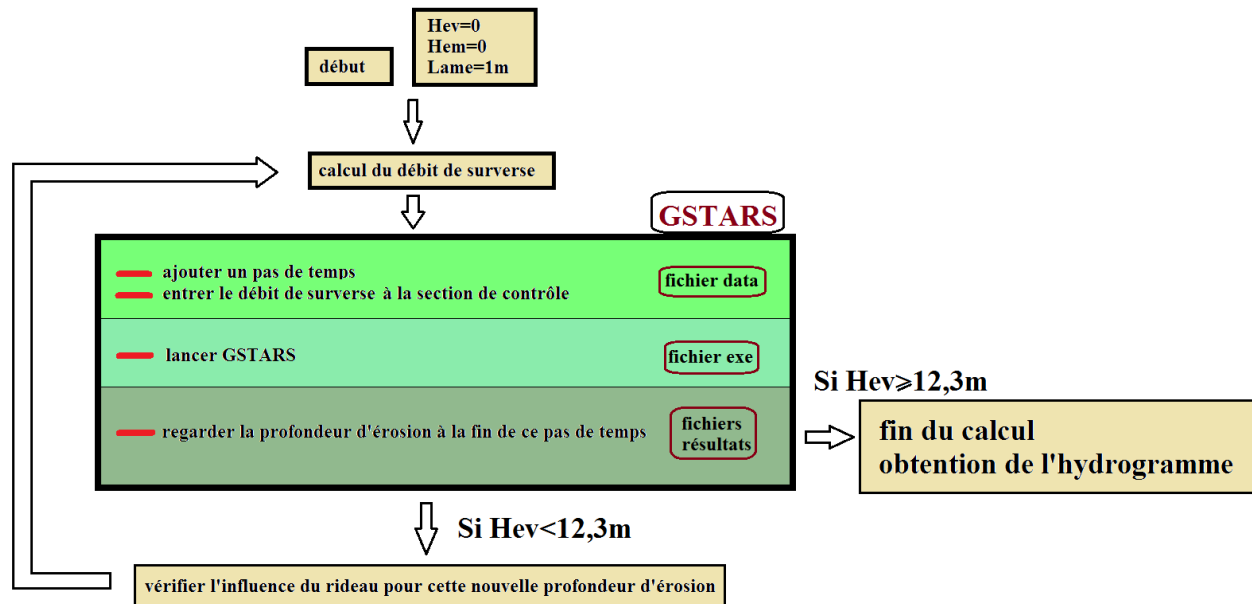 début
Hev=0
Hem=0
Lame=1m
calcul du débit de surverse
GSTARS
ajouter un pas de temps
entrer le débit de surverse à la section de contrôle
fichier data
lancer GSTARS
fichier exe
regarder la profondeur d'érosion à la fin de ce pas de temps
fichiers
résultats
Si Hev⩾12,3m
fin du calcul
obtention de l'hydrogramme
Si Hev<12,3m
vérifier l'influence du rideau pour cette nouvelle profondeur d'érosion